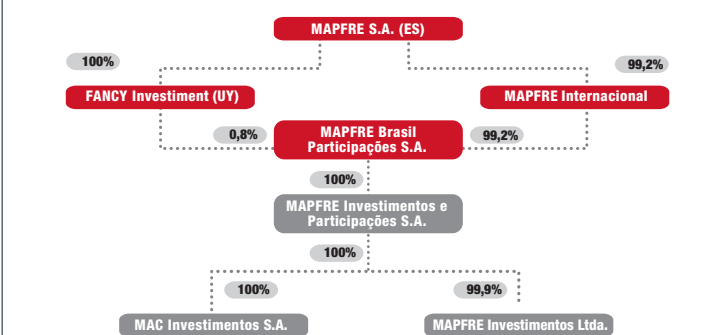 MAPFRE S.A. (ES)
100%
99,2%
FANCY Investiment (UY)
MAPFRE Internacional
0,8%
MAPFRE Brasil
Participações S.A.
99,2%
100%
MAPFRE Investimentos e
Participações S.A.
100%
100%
99,9%
MAC Investimentos S.A.
MAPFRE Investimentos Ltda.